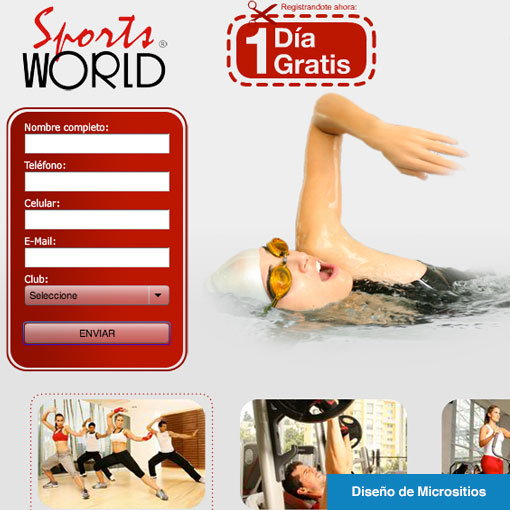 Sports
WORLD®
Registrandote ahora:
1 Día
Gratis
Nombre completo:
Teléfono:
Celular:
E-Mail:
Club:
Seleccione
ENVIAR
Diseño de Micrositios